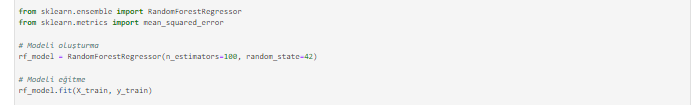 from sklearn.ensemble import RandomForestRegressor
from sklearn.metrics import mean_squared_error
# Modeli oluşturma
rf_model = RandomForestRegressor(n_estimators=100, random_state=42)
# Modeli eğitme
rf_model.fit(X_train, y_train)